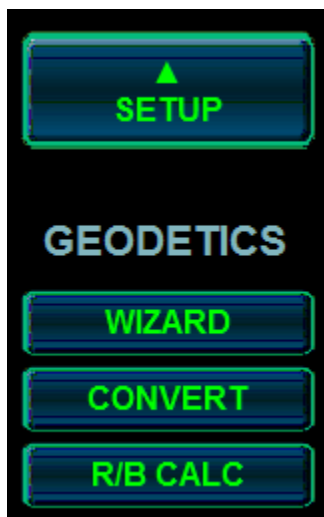 ▲
SETUP
GEODETICS
WIZARD
CONVERT
R/B CALC